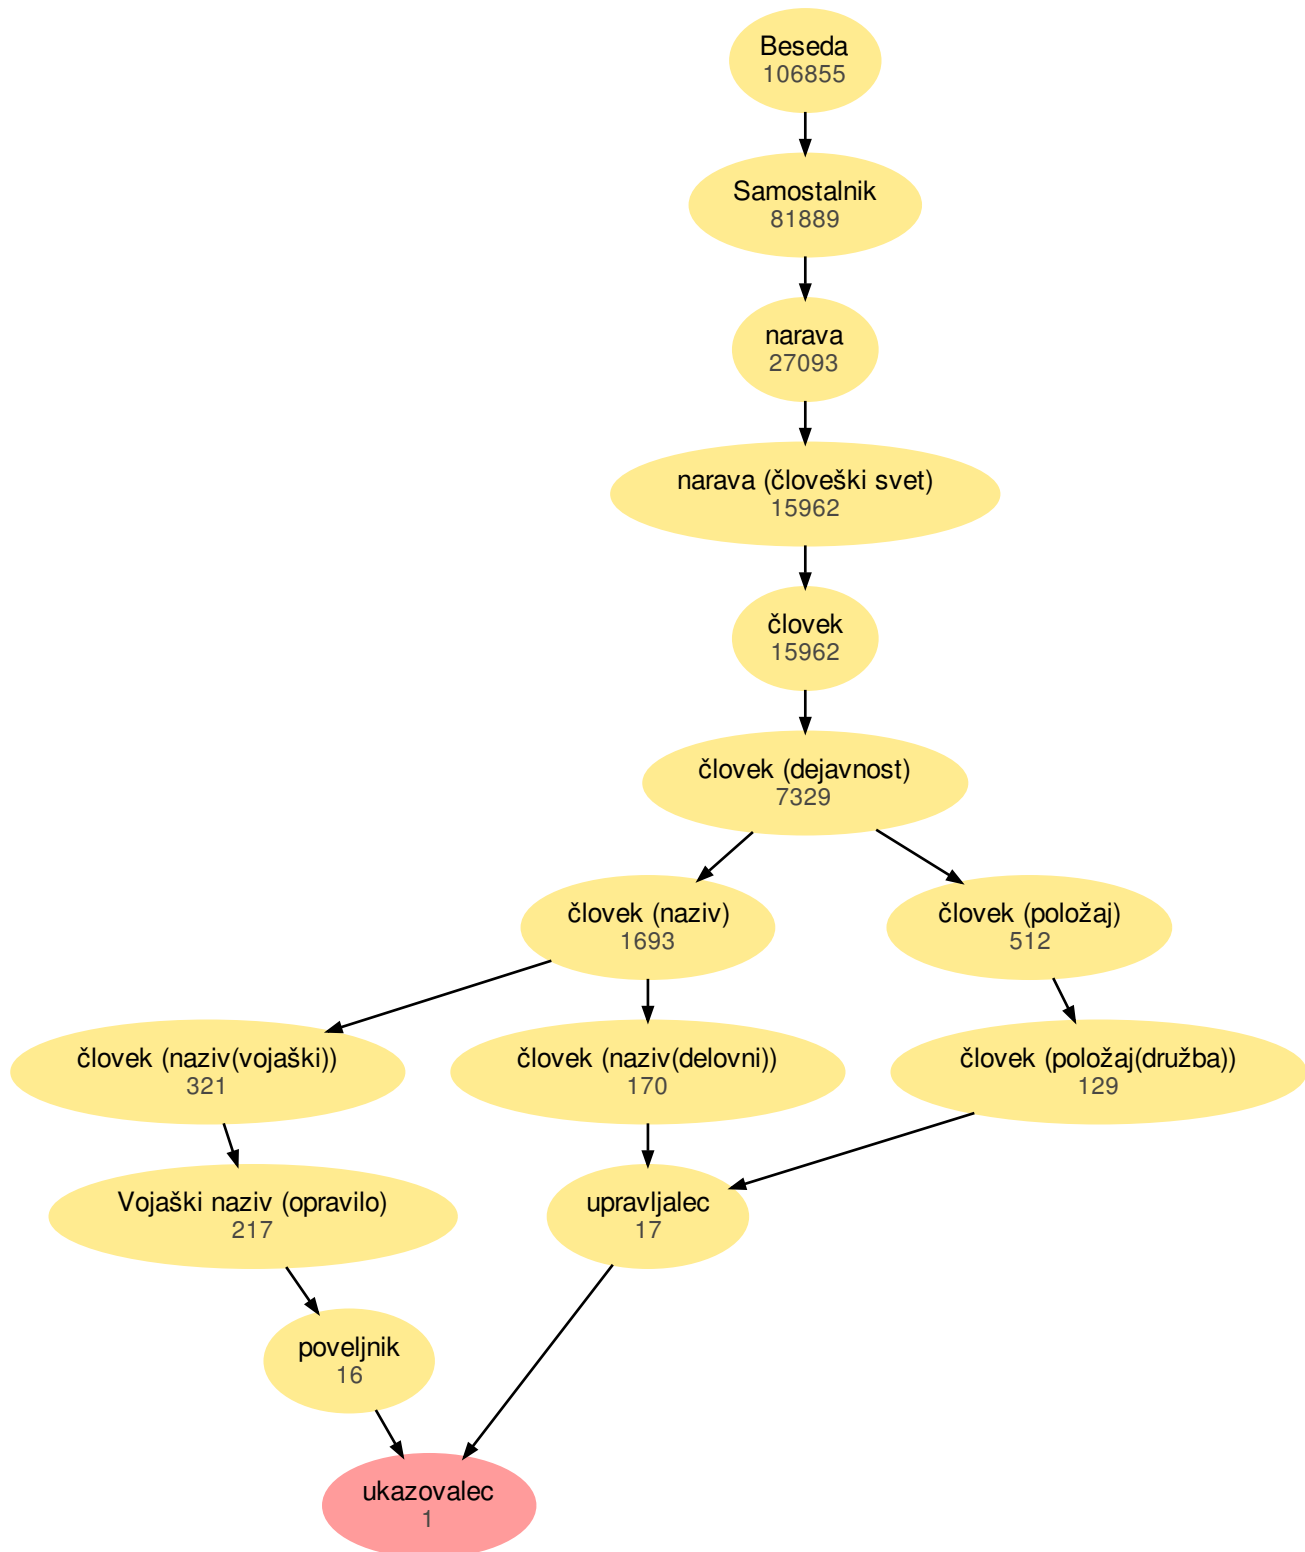 Beseda
106855
Samostalnik
81889
narava
27093
narava (človeški svet)
15962
človek
15962
človek (dejavnost)
7329
človek (naziv)
1693
človek (položaj)
512
človek (naziv(vojaški))
321
človek (naziv(delovni))
170
človek (položaj(družba))
129
Vojaški naziv (opravilo)
217
upravljalec
17
poveljnik
16
ukazovalec
1